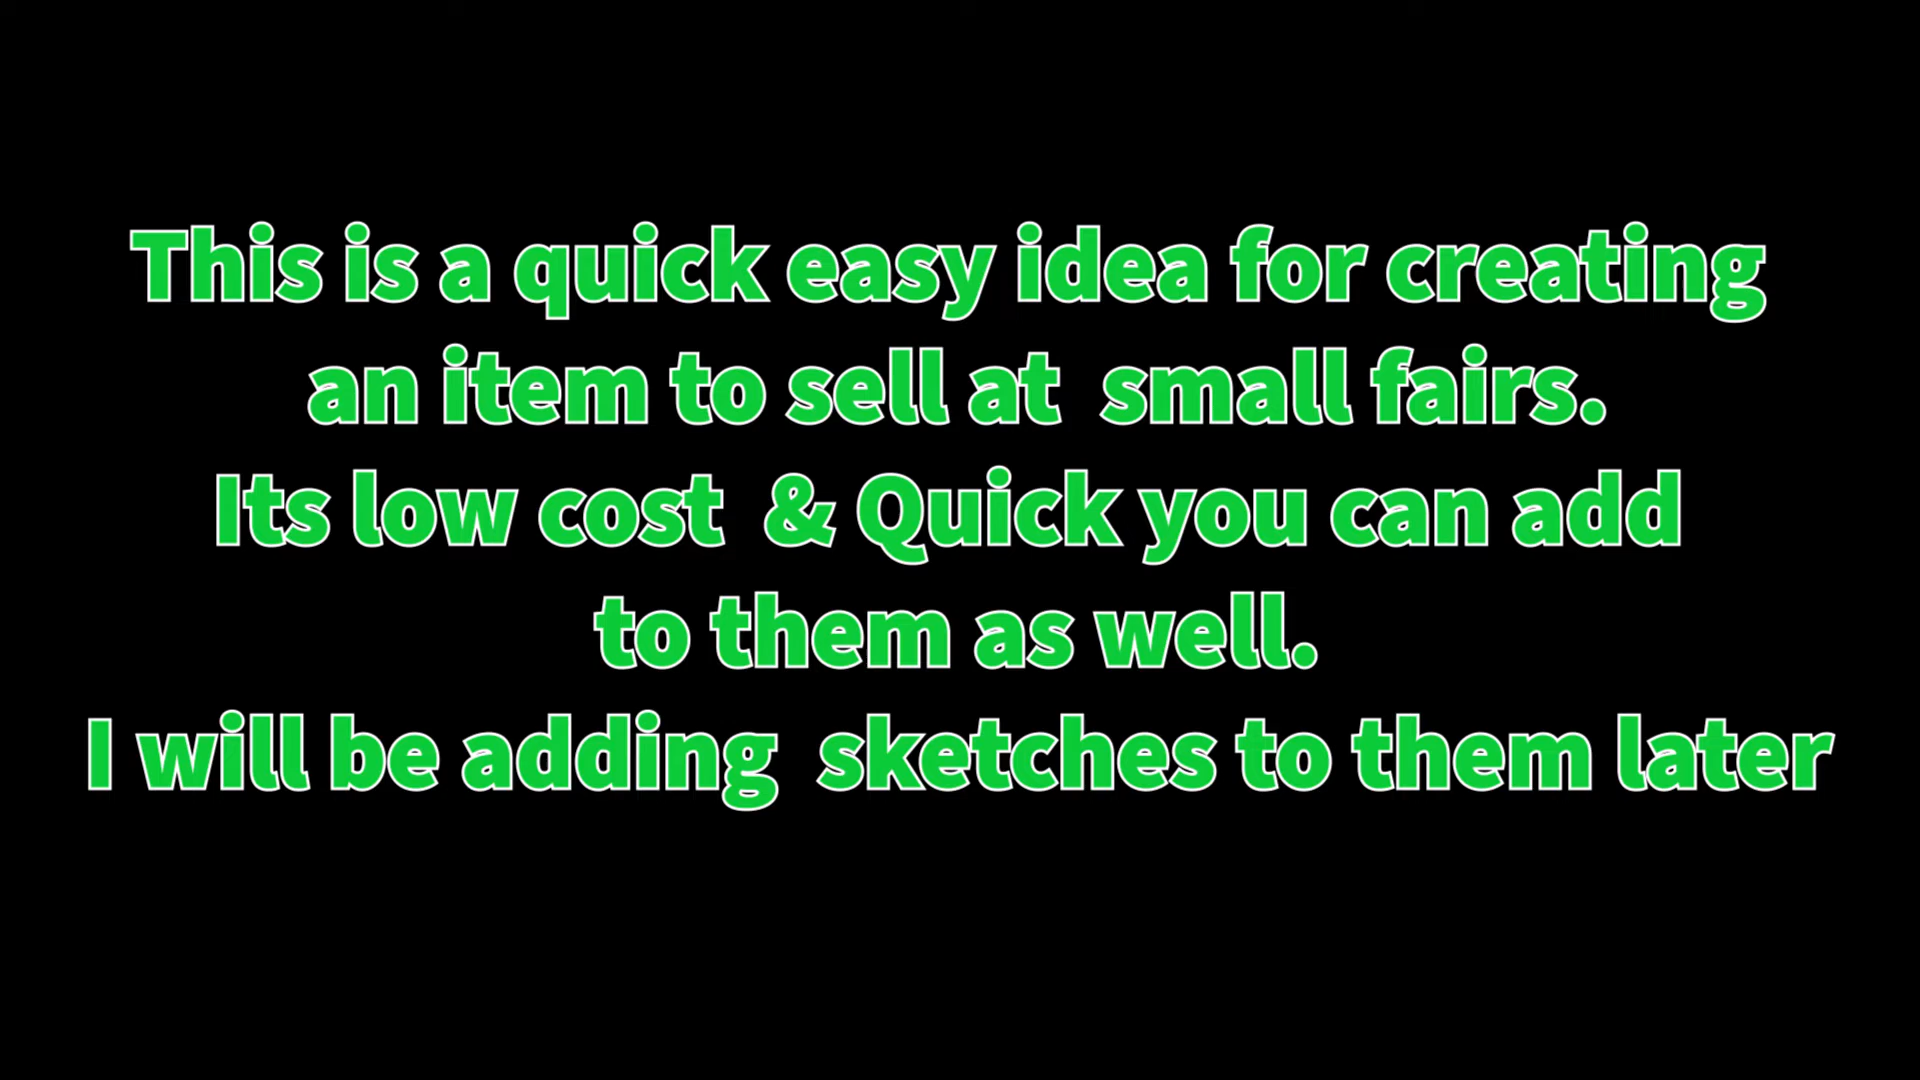 This is a quick easy idea for creating
an item to sell at  small fairs.
Its low cost  & Quick you can add
to them as well.
I will be adding  sketches to them later